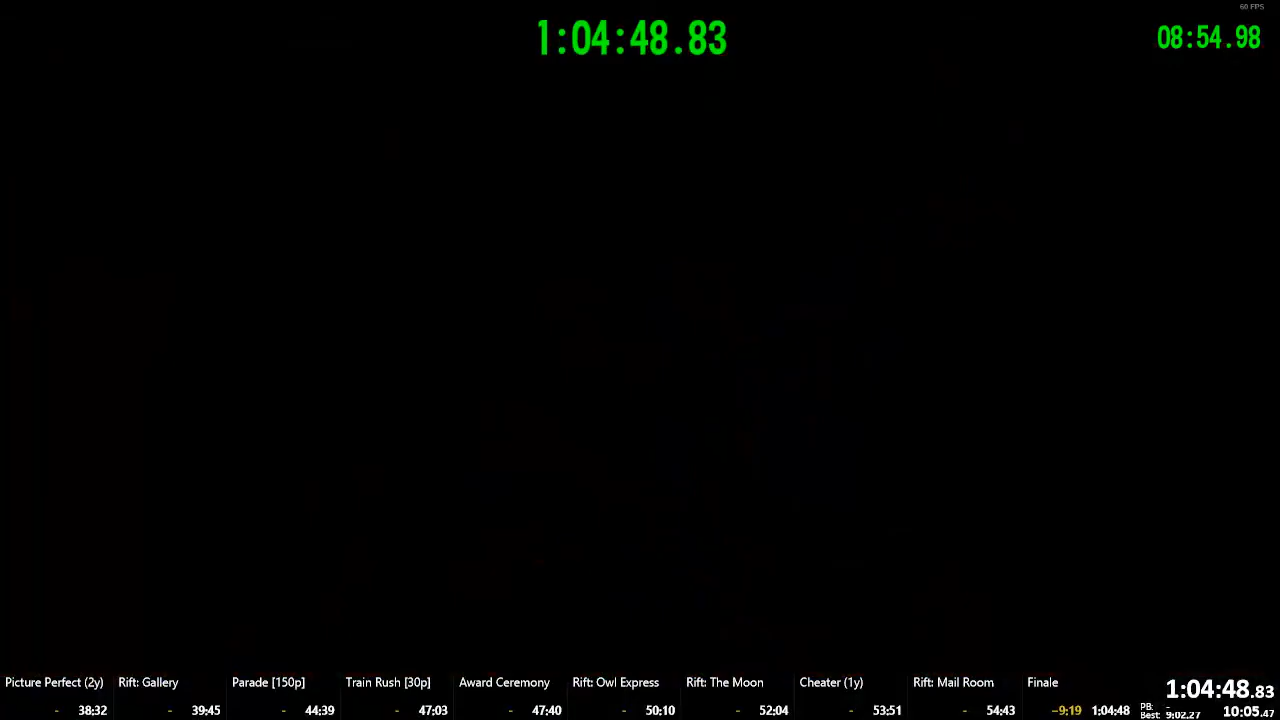 60 FPS
1:04:48.83
08:54.98
Picture Perfect (2y)
- 38:32
Rift: Gallery
- 39:45
Parade [150p]
- 44:39
Train Rush [30p]
- 47:03
Award Ceremony
- 47:40
Rift: Owl Express
- 50:10
Rift: The Moon
- 52:04
Cheater (1y)
- 53:51
Rift: Mail Room
- 54:43
Finale
−9:19 1:04:48
1:04:48.83
PB: -
Best: 9:02.27
10:05.47